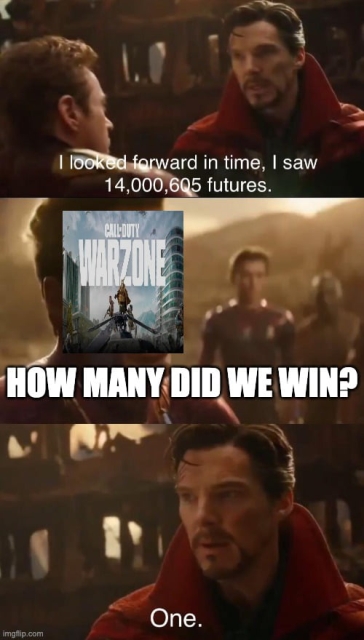 I looked forward in time, I saw
14,000,605 futures.
CALL OF DUTY
WARZONE
HOW MANY DID WE WIN?
One.
imgflip.com